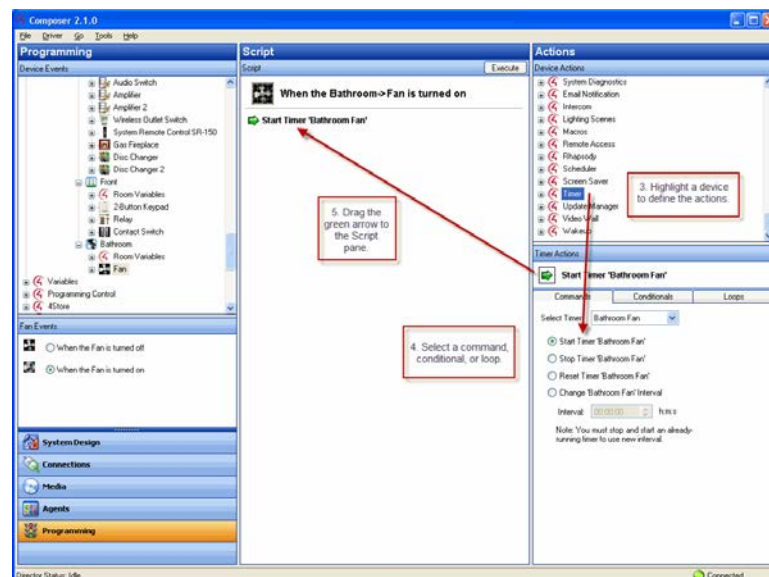 Composer 2.1.0
File Driver Go Tools Help
Programming
Device Events
Audio Switch
Amplifier
Amplifier 2
Wireless Outlet Switch
System Remote Control SR-150
Gas Fireplace
Disc Changer
Disc Changer 2
Front
Room Variables
2-Button Keypad
Relay
Contact Switch
Bathroom
Room Variables
Fan
Variables
Programming Control
4Store
Fan Events
When the Fan is turned off
When the Fan is turned on
System Design
Connections
Media
Agents
Programming
Director Status: Idle
Script
Script
Execute
When the Bathroom->Fan is turned on
Start Timer 'Bathroom Fan'
5. Drag the
green arrow to
the Script
pane.
4. Select a command,
conditional, or loop.
Actions
Device Actions
System Diagnostics
Email Notification
Intercom
Lighting Scenes
Macros
Remote Access
Rhapsody
Scheduler
Screen Saver
Timer
Update Manager
Video Wall
Wakeup
3. Highlight a device
to define the actions.
Timer Actions
Start Timer 'Bathroom Fan'
Commands Conditionals Loops
Select Timer: Bathroom Fan
Start Timer 'Bathroom Fan'
Stop Timer 'Bathroom Fan'
Reset Timer 'Bathroom Fan'
Change 'Bathroom Fan' Interval
Interval: 00:00:00 h:m:s
Note: You must stop and start an already-
running timer to use new interval.
Connected